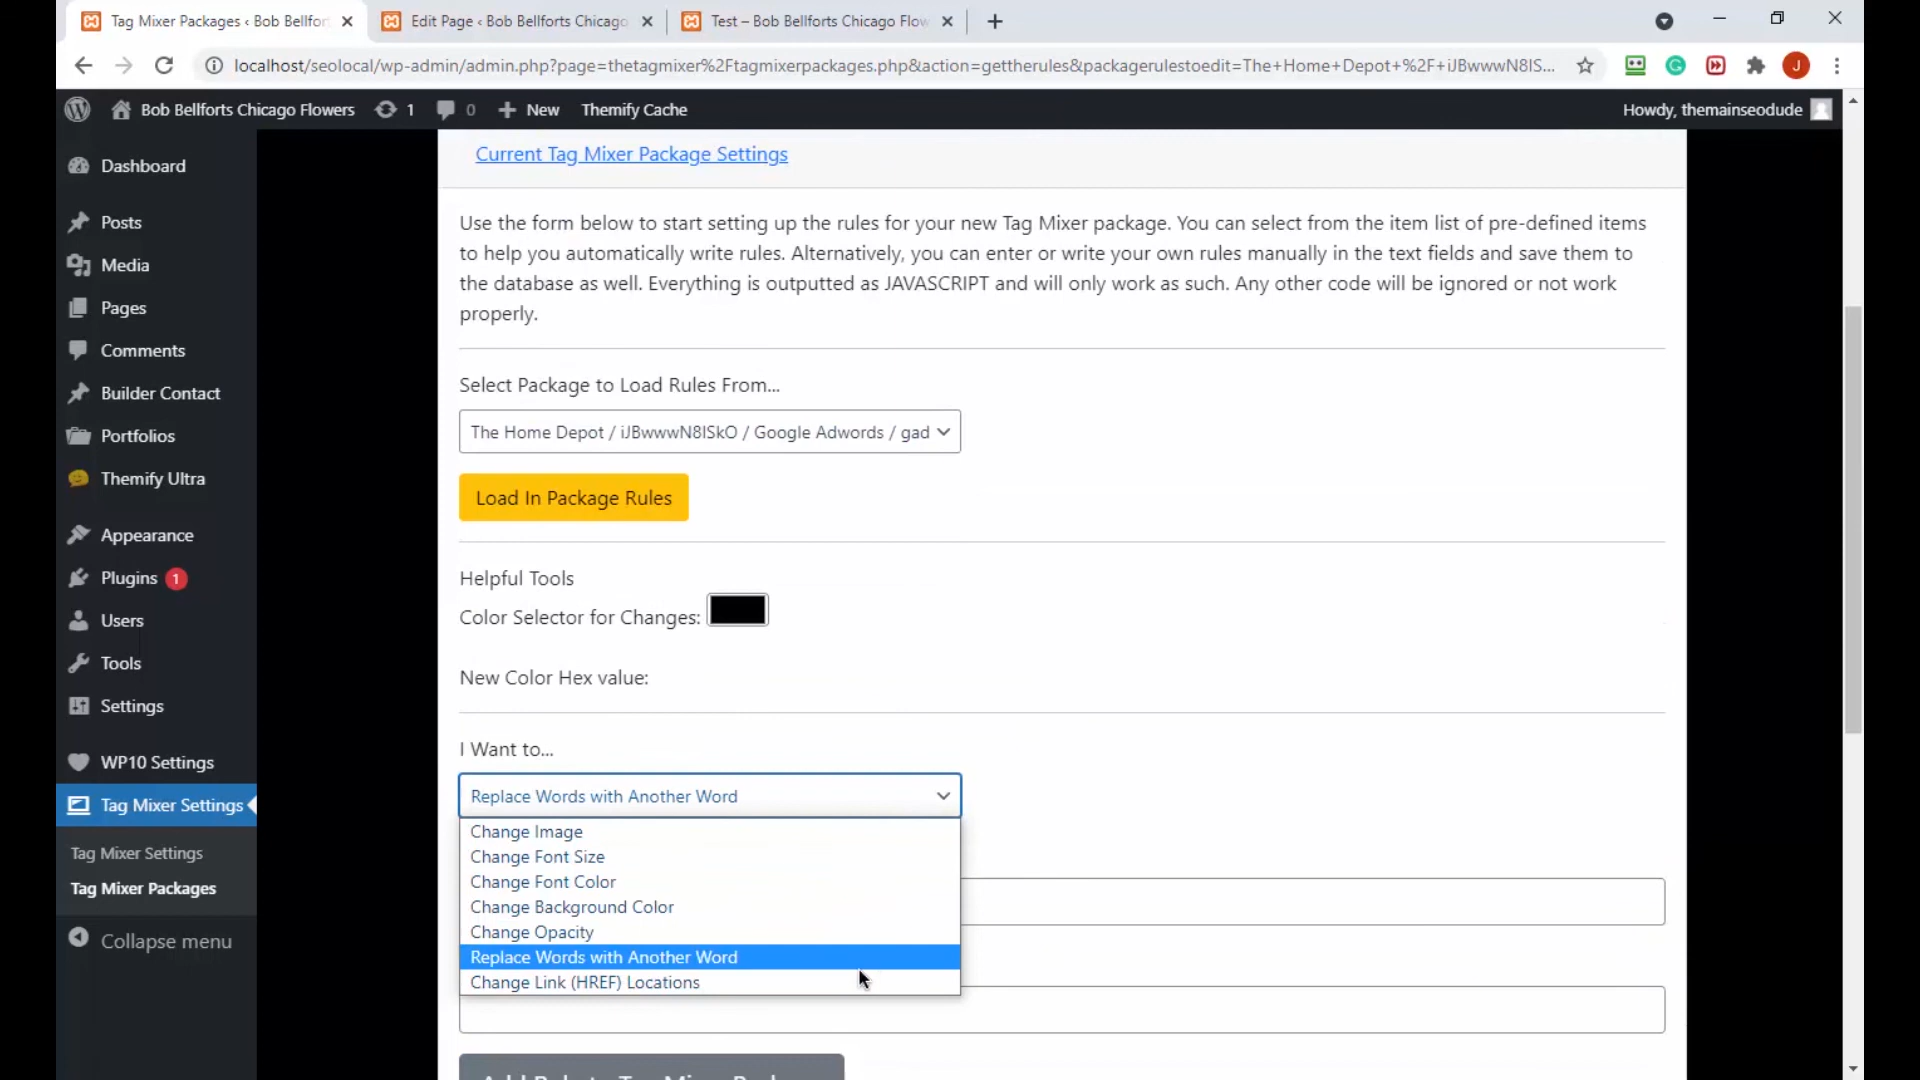 Tag Mixer Packages ‹ Bob Bellfor
Edit Page ‹ Bob Bellforts Chicago
Test – Bob Bellforts Chicago Flow
localhost/seolocal/wp-admin/admin.php?page=thetagmixer%2Ftagmixerpackages.php&action=gettherules&packagerulestoedit=The+Home+Depot+%2F+iJBwwwN8IS...
J
Bob Bellforts Chicago Flowers
1
0
New
Themify Cache
Howdy, themainseodude
Dashboard
Posts
Media
Pages
Comments
Builder Contact
Portfolios
Themify Ultra
Appearance
Plugins 1
Users
Tools
Settings
WP10 Settings
Tag Mixer Settings
Tag Mixer Settings
Tag Mixer Packages
Collapse menu
Current Tag Mixer Package Settings
Use the form below to start setting up the rules for your new Tag Mixer package. You can select from the item list of pre-defined items
to help you automatically write rules. Alternatively, you can enter or write your own rules manually in the text fields and save them to
the database as well. Everything is outputted as JAVASCRIPT and will only work as such. Any other code will be ignored or not work
properly.
Select Package to Load Rules From...
The Home Depot / iJBwwwN8ISkO / Google Adwords / gad
Load In Package Rules
Helpful Tools
Color Selector for Changes:
New Color Hex value:
I Want to...
Replace Words with Another Word
Change Image
Change Font Size
Change Font Color
Change Background Color
Change Opacity
Replace Words with Another Word
Change Link (HREF) Locations